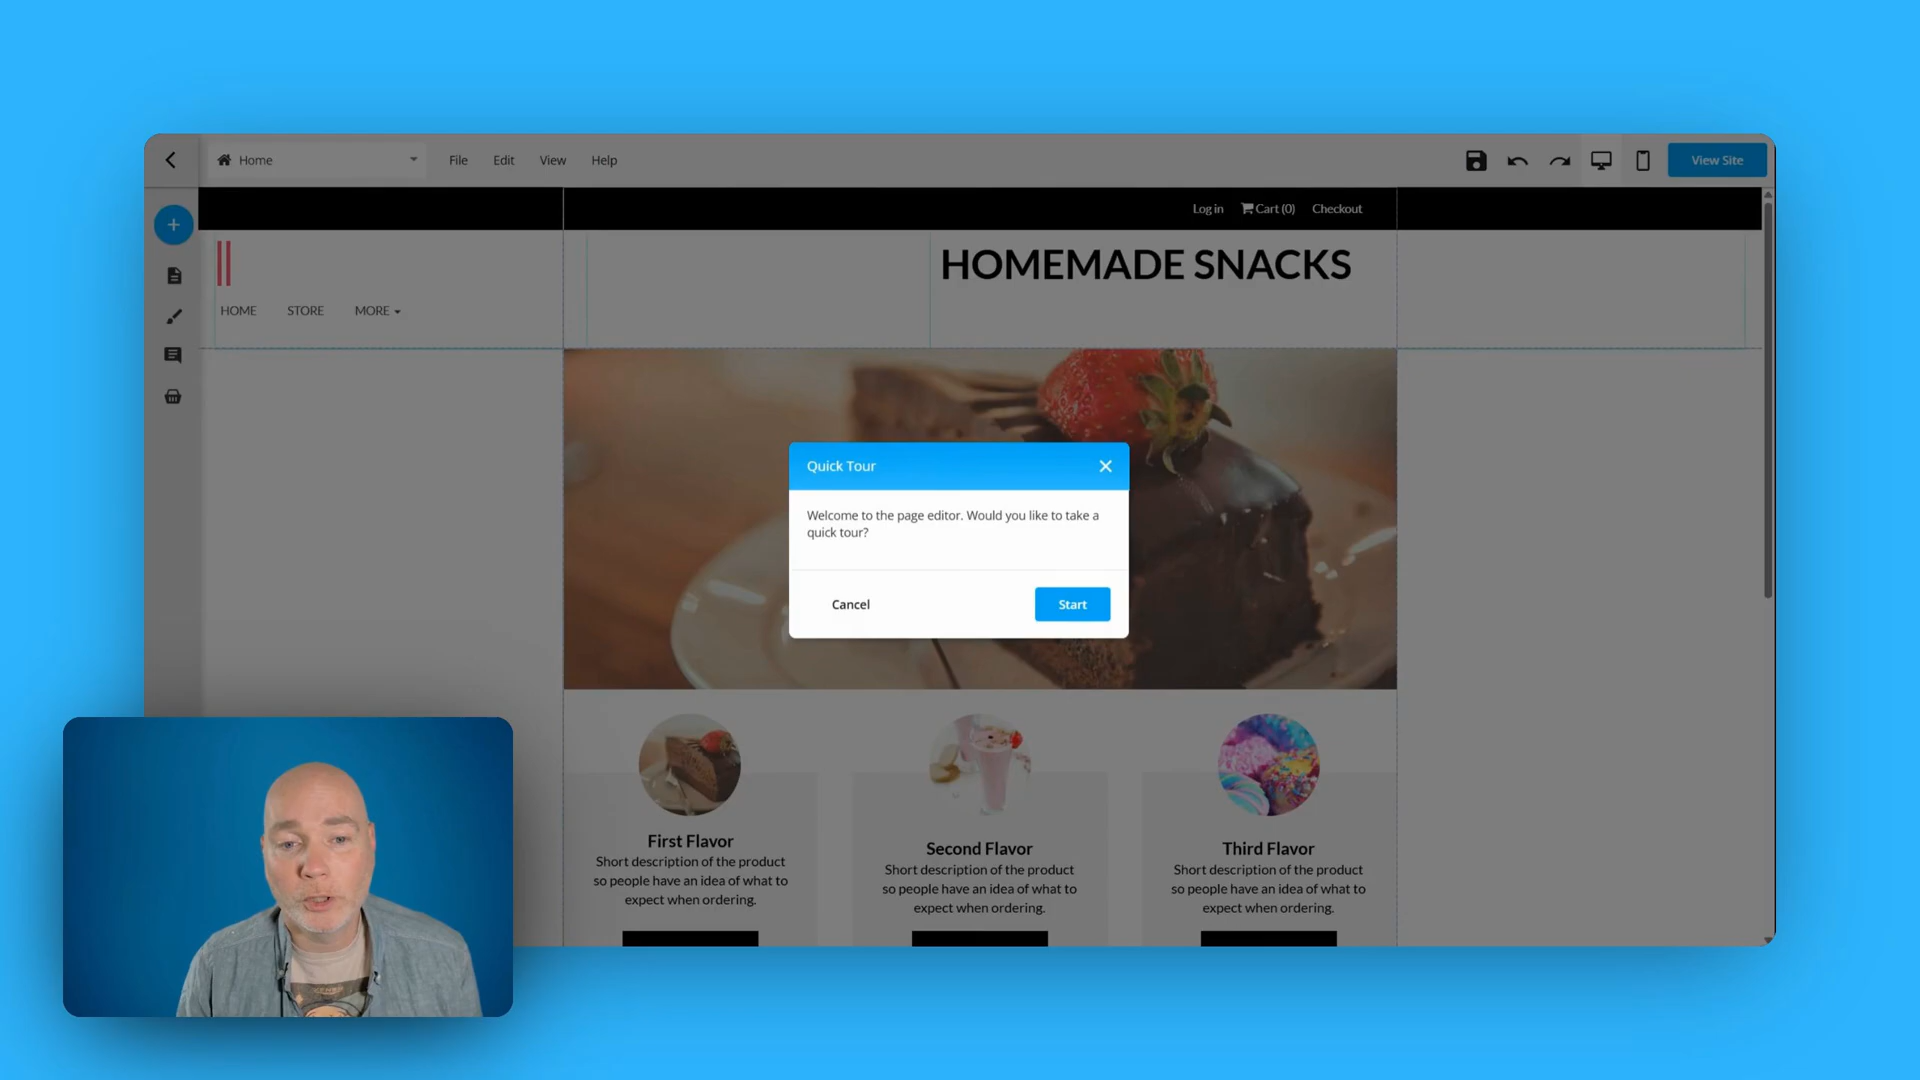 Home
File
Edit
View
Help
View Site
Log in
Cart (0)
Checkout
HOMEMADE SNACKS
HOME
STORE
MORE
Quick Tour
Welcome to the page editor. Would you like to take a
quick tour?
Cancel
Start
First Flavor
Short description of the product
so people have an idea of what to
expect when ordering.
Second Flavor
Short description of the product
so people have an idea of what to
expect when ordering.
Third Flavor
Short description of the product
so people have an idea of what to
expect when ordering.